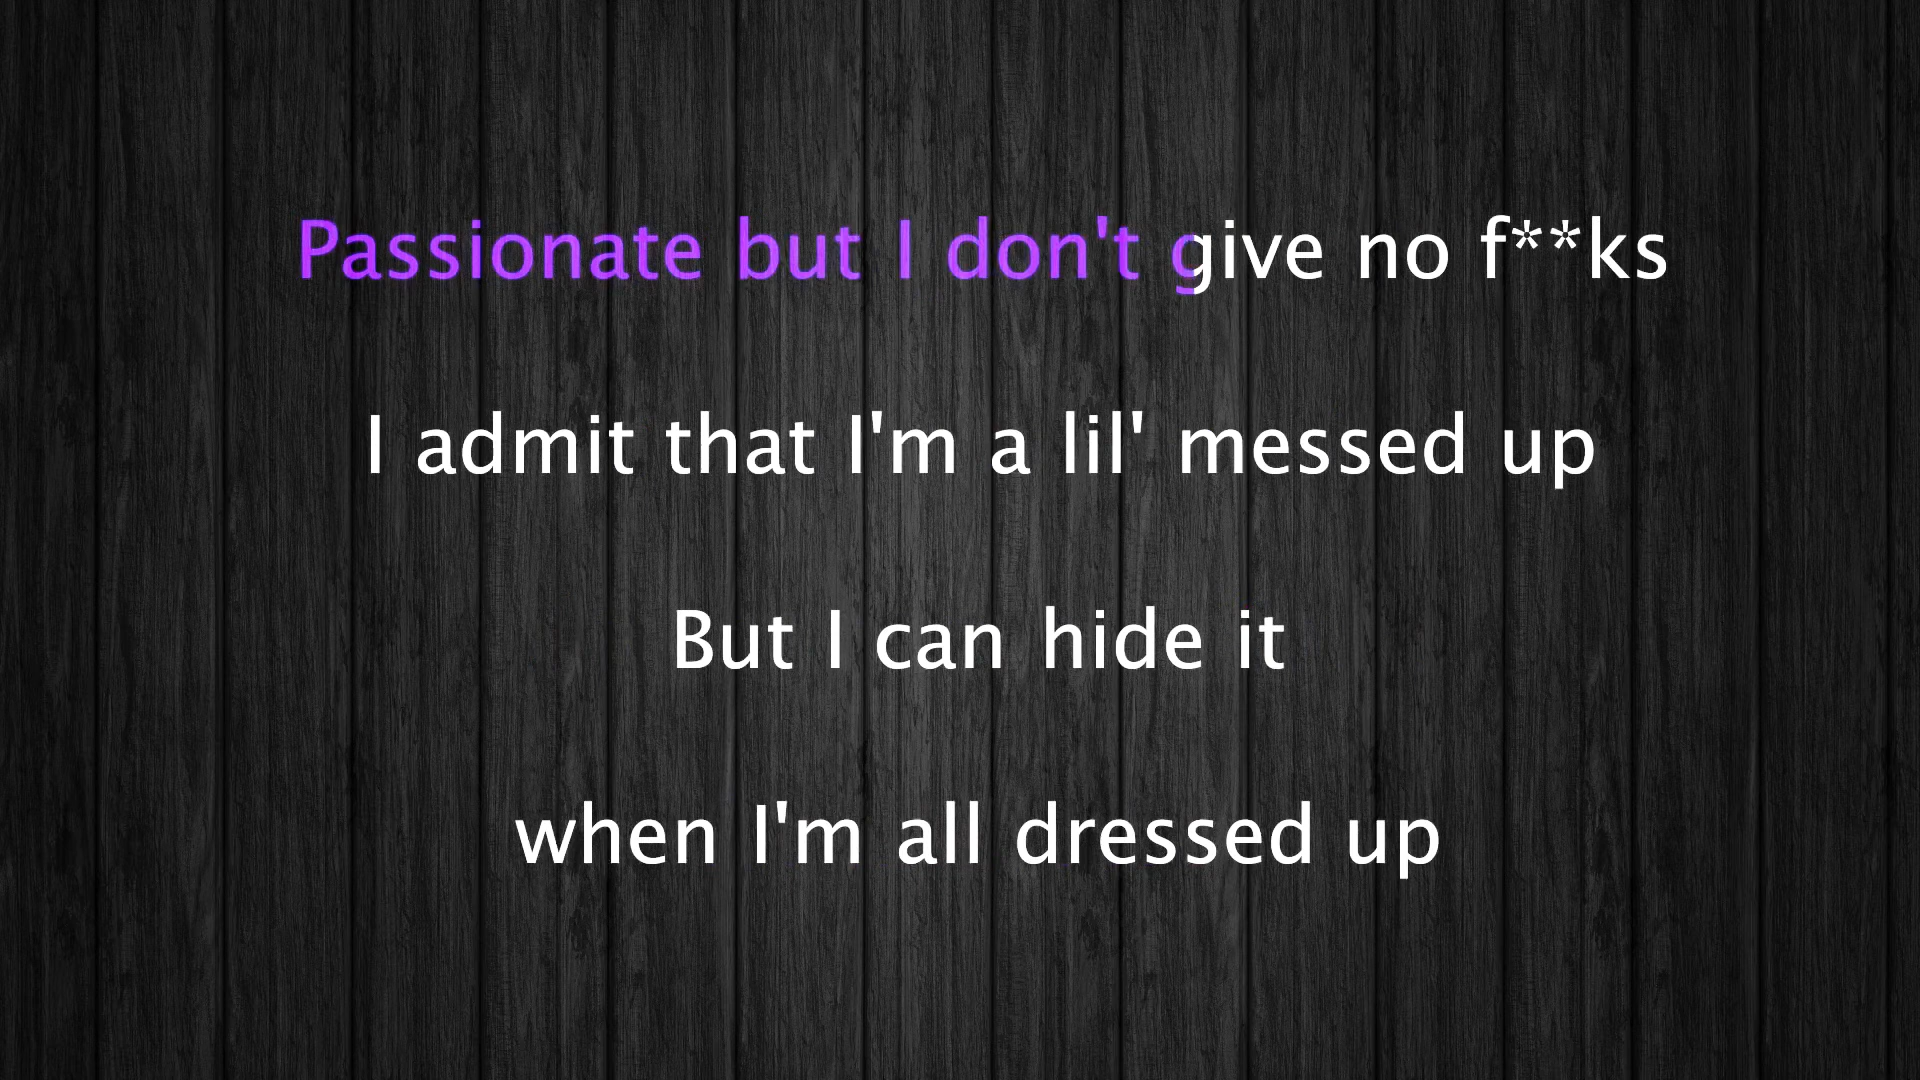 Passionate but I don't give no f**ks
I admit that I'm a lil' messed up
But I can hide it
when I'm all dressed up